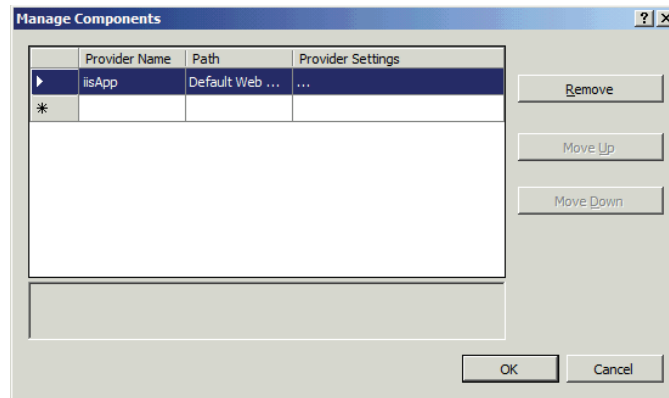 Manage Components
Provider Name Path Provider Settings
iisApp Default Web ... ...
Remove
Move Up
Move Down
OK Cancel